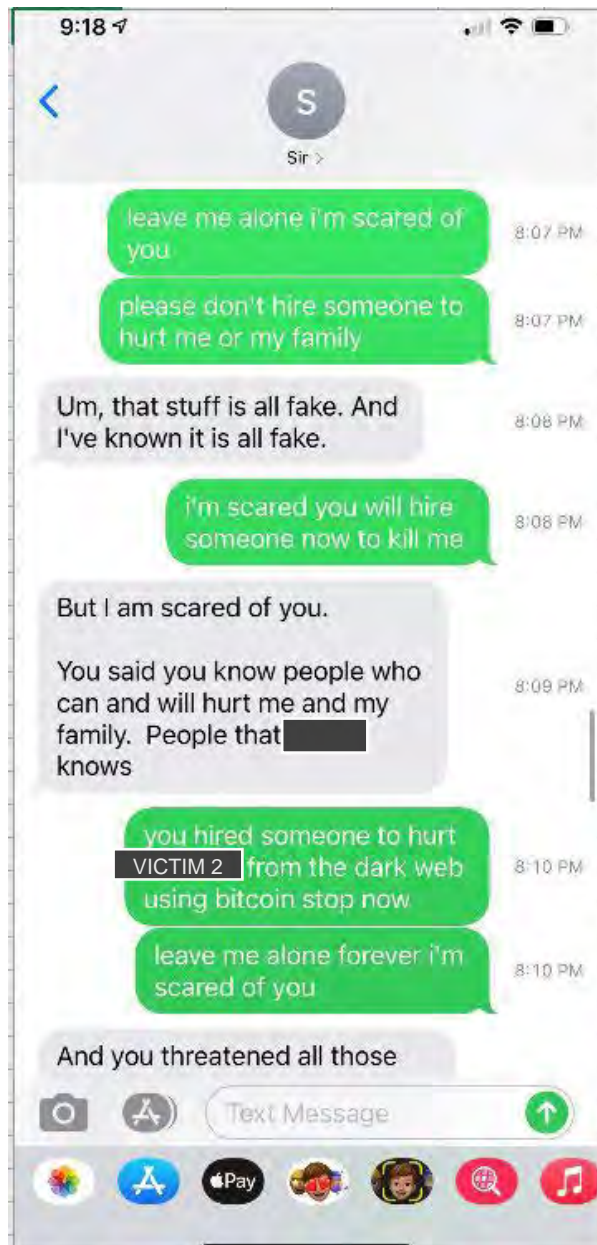 9:18
S
Sir >
leave me alone i'm scared of
you
8:07 PM
please don't hire someone to
hurt me or my family
8:07 PM
Um, that stuff is all fake. And
I've known it is all fake.
8:08 PM
i'm scared you will hire
someone now to kill me
8:08 PM
But I am scared of you.
You said you know people who
can and will hurt me and my
family. People that
knows
8:09 PM
you hired someone to hurt
VICTIM 2 from the dark web
using bitcoin stop now
8:10 PM
leave me alone forever i'm
scared of you
8:10 PM
And you threatened all those
Text Message
Pay